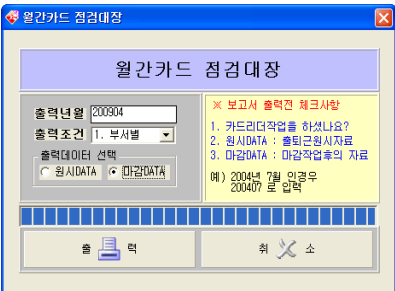 월간카드 점검대장
월간카드 점검대장
출력년월 200904
출력조건 1. 부서별
출력데이터 선택
원시DATA 마감DATA
※ 보고서 출력전 체크사항
1. 카드리더작업을 하셨나요?
2. 원시DATA : 출퇴근원시자료
3. 마감DATA : 마감작업후의 자료
예) 2004년 7월 인경우
200407 로 입력
출 력
취 소